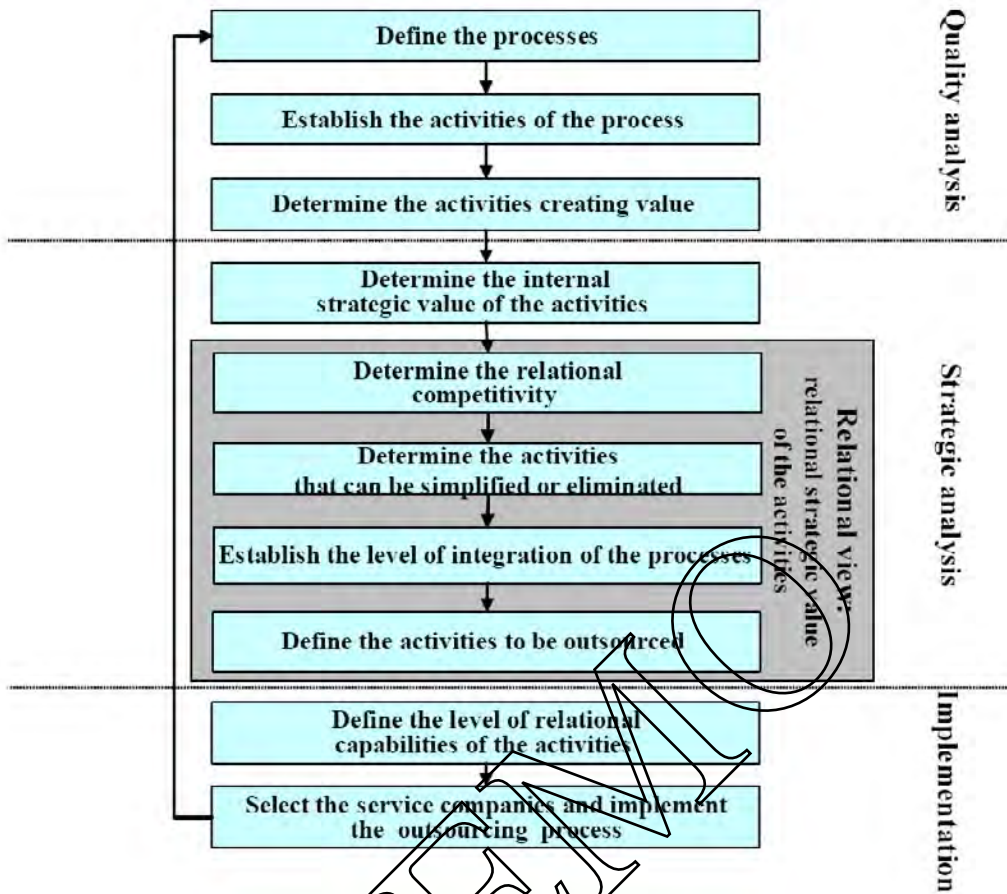 Define the processes
Quality analysis
Establish the activities of the process
Determine the activities creating value
Determine the internal
strategic value of the activities
Strategic analysis
Determine the relational
competitivity
Relational view:
relational strategic value
of the activities
Determine the activities
that can be simplified or eliminated
Establish the level of integration of the processes
Define the activities to be outsourced
Define the level of relational
capabilities of the activities
Implementation
Select the service companies and implement
the outsourcing process
EMO